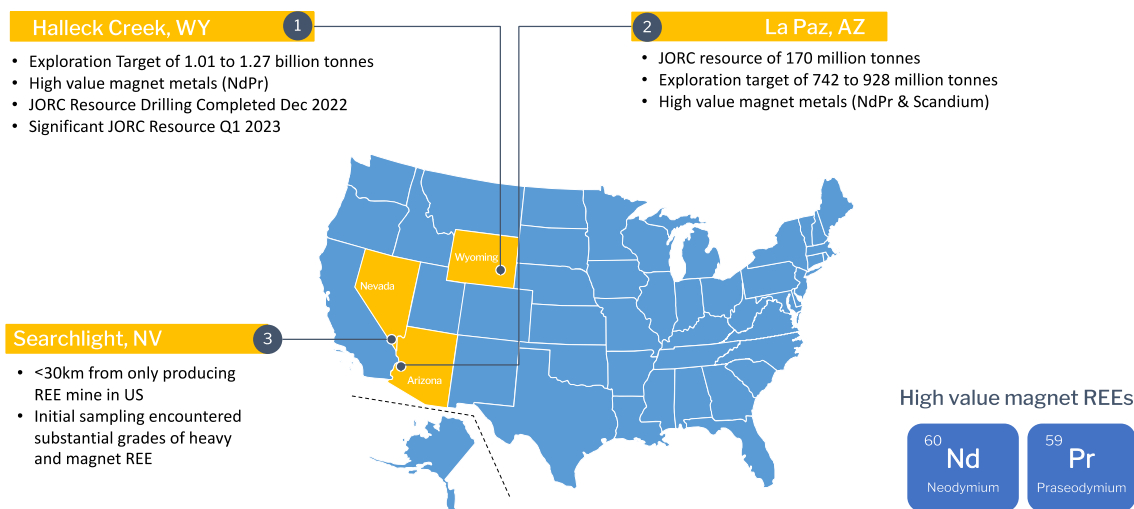 Halleck Creek, WY
1
• Exploration Target of 1.01 to 1.27 billion tonnes
• High value magnet metals (NdPr)
• JORC Resource Drilling Completed Dec 2022
• Significant JORC Resource Q1 2023
2
La Paz, AZ
• JORC resource of 170 million tonnes
• Exploration target of 742 to 928 million tonnes
• High value magnet metals (NdPr & Scandium)
Wyoming
Nevada
Arizona
Searchlight, NV
3
• <30km from only producing
REE mine in US
• Initial sampling encountered
substantial grades of heavy
and magnet REE
High value magnet REEs
60
Nd
Neodymium
59
Pr
Praseodymium